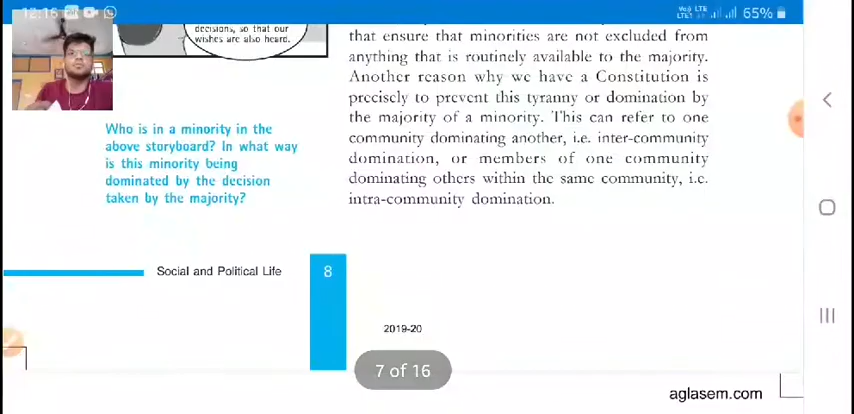 12:16
Vo9 LTE
LTE1
65%
decisions, so that our
wishes are also heard.
that ensure that minorities are not excluded from
anything that is routinely available to the majority.
Another reason why we have a Constitution is
precisely to prevent this tyranny or domination by
the majority of a minority. This can refer to one
community dominating another, i.e. inter-community
domination, or members of one community
dominating others within the same community, i.e.
intra-community domination.
Who is in a minority in the
above storyboard? In what way
is this minority being
dominated by the decision
taken by the majority?
Social and Political Life
8
2019-20
7 of 16
aglasem.com